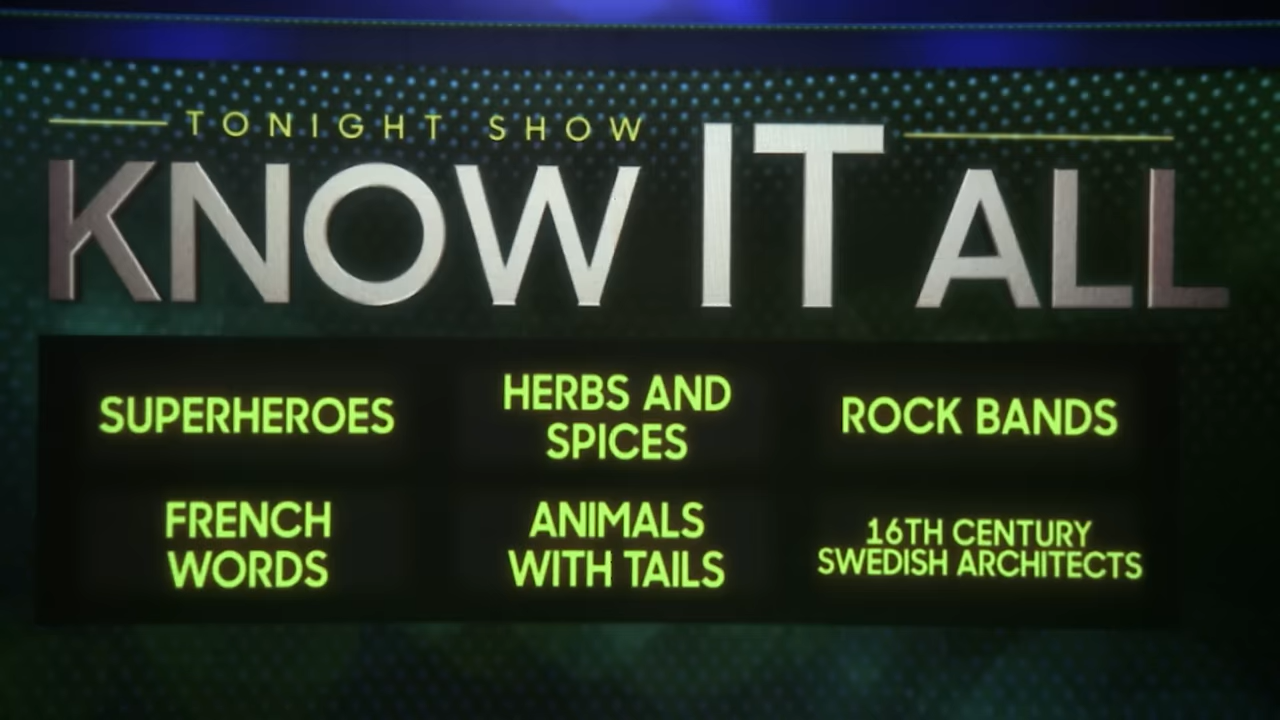 TONIGHT SHOW
KNOW IT ALL
SUPERHEROES
HERBS AND
SPICES
ROCK BANDS
FRENCH
WORDS
ANIMALS
WITH TAILS
16TH CENTURY
SWEDISH ARCHITECTS